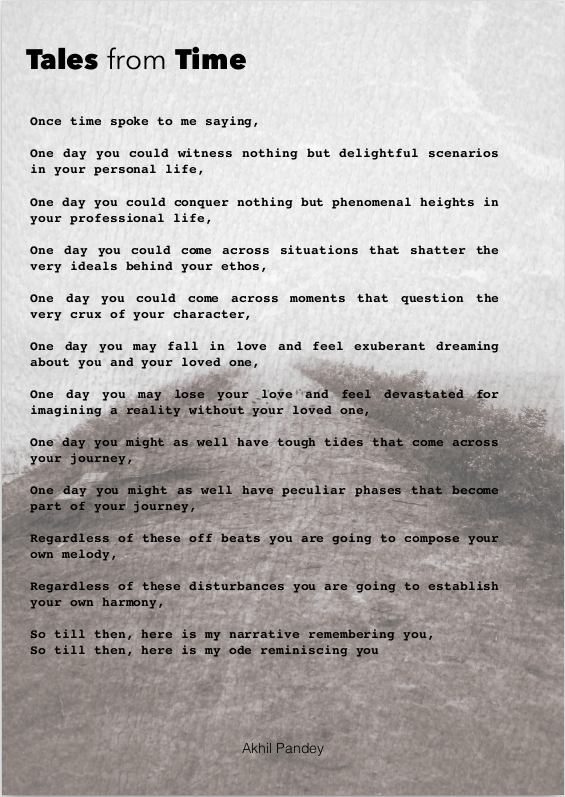 Tales from Time
Once time spoke to me saying,
One day you could witness nothing but delightful scenarios
in your personal life,
One day you could conquer nothing but phenomenal heights in
your professional life,
One day you could come across situations that shatter the
very ideals behind your ethos,
One day you could come across moments that question the
very crux of your character,
One day you may fall in love and feel exuberant dreaming
about you and your loved one,
One day you may lose your love and feel devastated for
imagining a reality without your loved one,
One day you might as well have tough tides that come across
your journey,
One day you might as well have peculiar phases that become
part of your journey,
Regardless of these off beats you are going to compose your
own melody,
Regardless of these disturbances you are going to establish
your own harmony,
So till then, here is my narrative remembering you,
So till then, here is my ode reminiscing you
Akhil Pandey